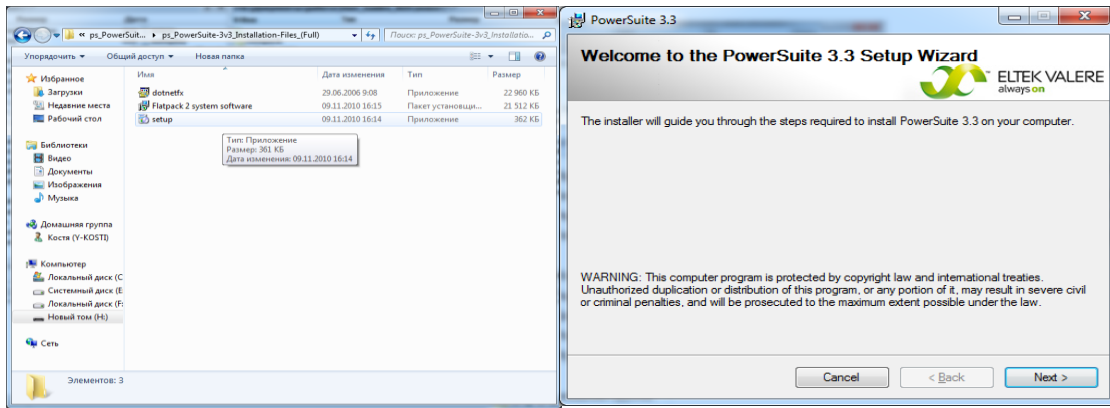 « ps_PowerSuit... ▸ ps_PowerSuite-3v3_Installation-Files_(Full)
Поиск: ps_PowerSuite-3v3_Installatio...
Упорядочить ▾ Общий доступ ▾ Новая папка
Имя Дата изменения Тип Размер
Избранное
Загрузки
Недавние места
Рабочий стол
Библиотеки
Видео
Документы
Изображения
Музыка
Домашняя группа
Костя (Y-KOSTI)
Компьютер
Локальный диск (C
Системный диск (E
Локальный диск (F:
Новый том (H:)
Сеть
dotnetfx 29.06.2006 9:08 Приложение 22 960 КБ
Flatpack 2 system software 09.11.2010 16:15 Пакет установщи... 21 512 КБ
setup 09.11.2010 16:14 Приложение 362 КБ
Тип: Приложение
Размер: 361 КБ
Дата изменения: 09.11.2010 16:14
Элементов: 3
PowerSuite 3.3
Welcome to the PowerSuite 3.3 Setup Wizard
ELTEK VALERE
always on
The installer will guide you through the steps required to install PowerSuite 3.3 on your computer.
WARNING: This computer program is protected by copyright law and international treaties.
Unauthorized duplication or distribution of this program, or any portion of it, may result in severe civil
or criminal penalties, and will be prosecuted to the maximum extent possible under the law.
Cancel < Back Next >